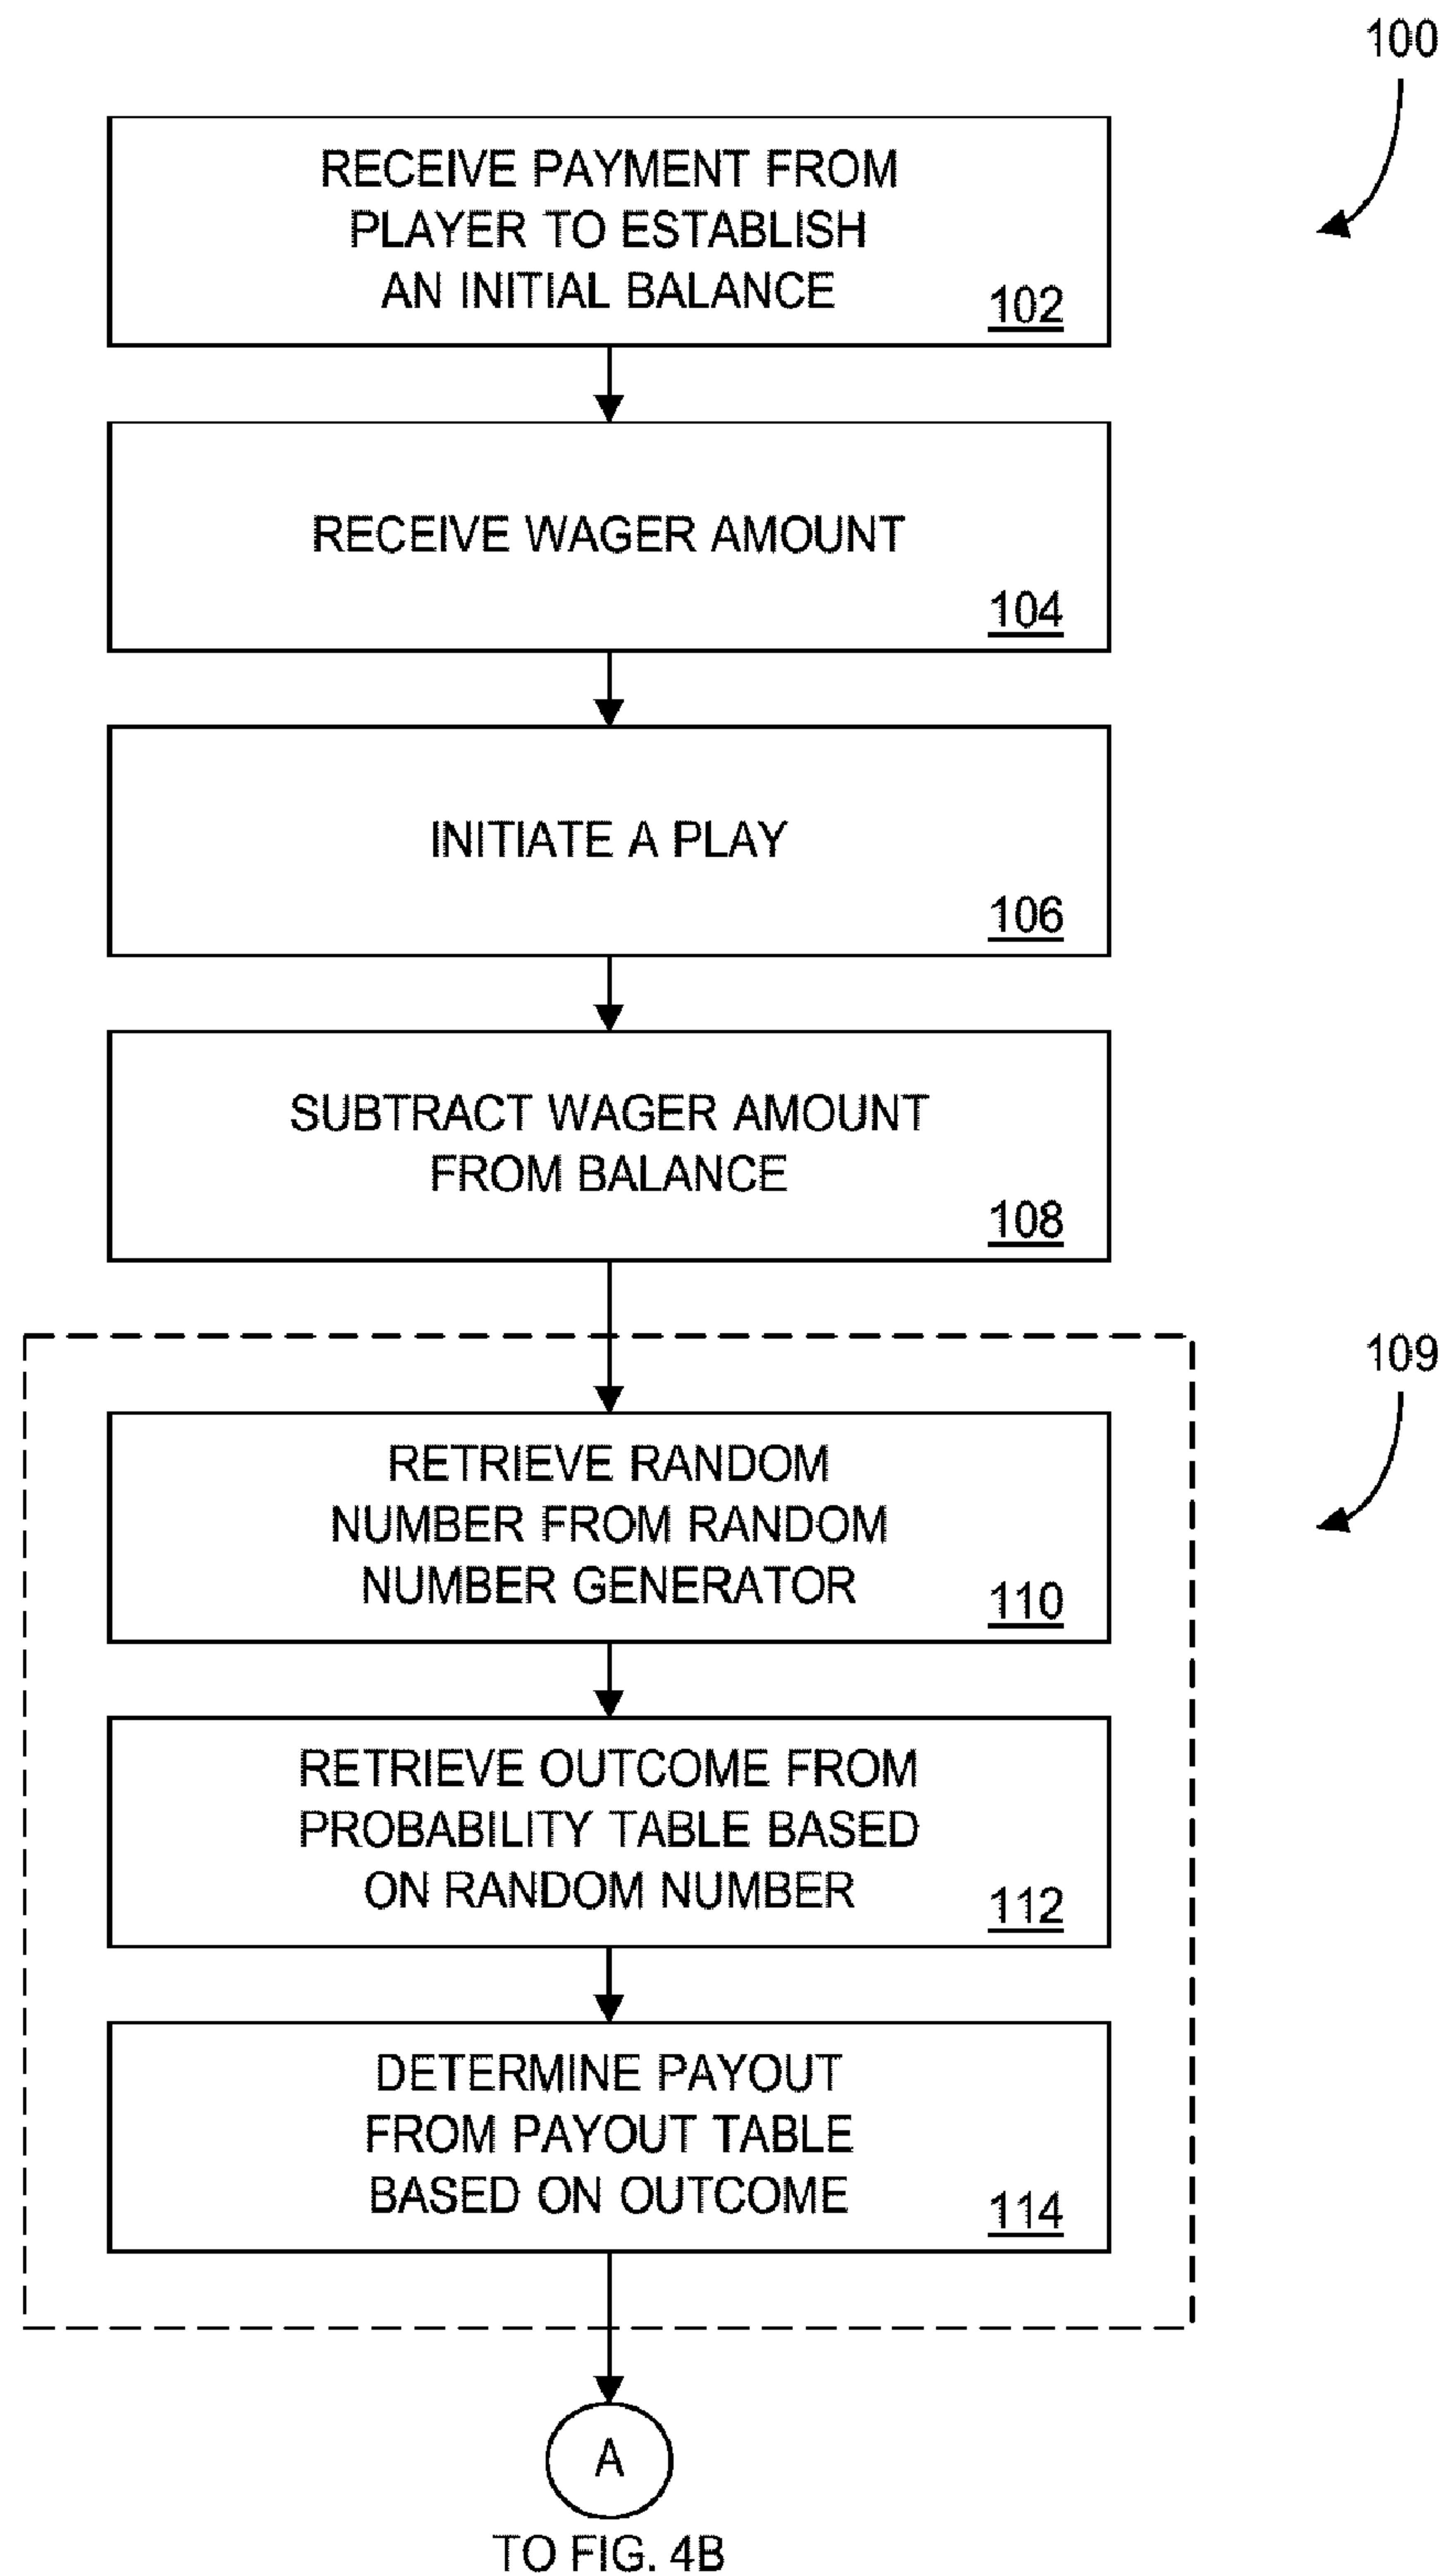 100
RECEIVE PAYMENT FROM
PLAYER TO ESTABLISH
AN INITIAL BALANCE
102
RECEIVE WAGER AMOUNT
104
INITIATE A PLAY
106
SUBTRACT WAGER AMOUNT
FROM BALANCE
108
109
RETRIEVE RANDOM
NUMBER FROM RANDOM
NUMBER GENERATOR
110
RETRIEVE OUTCOME FROM
PROBABILITY TABLE BASED
ON RANDOM NUMBER
112
DETERMINE PAYOUT
FROM PAYOUT TABLE
BASED ON OUTCOME
114
A
TO FIG. 4B